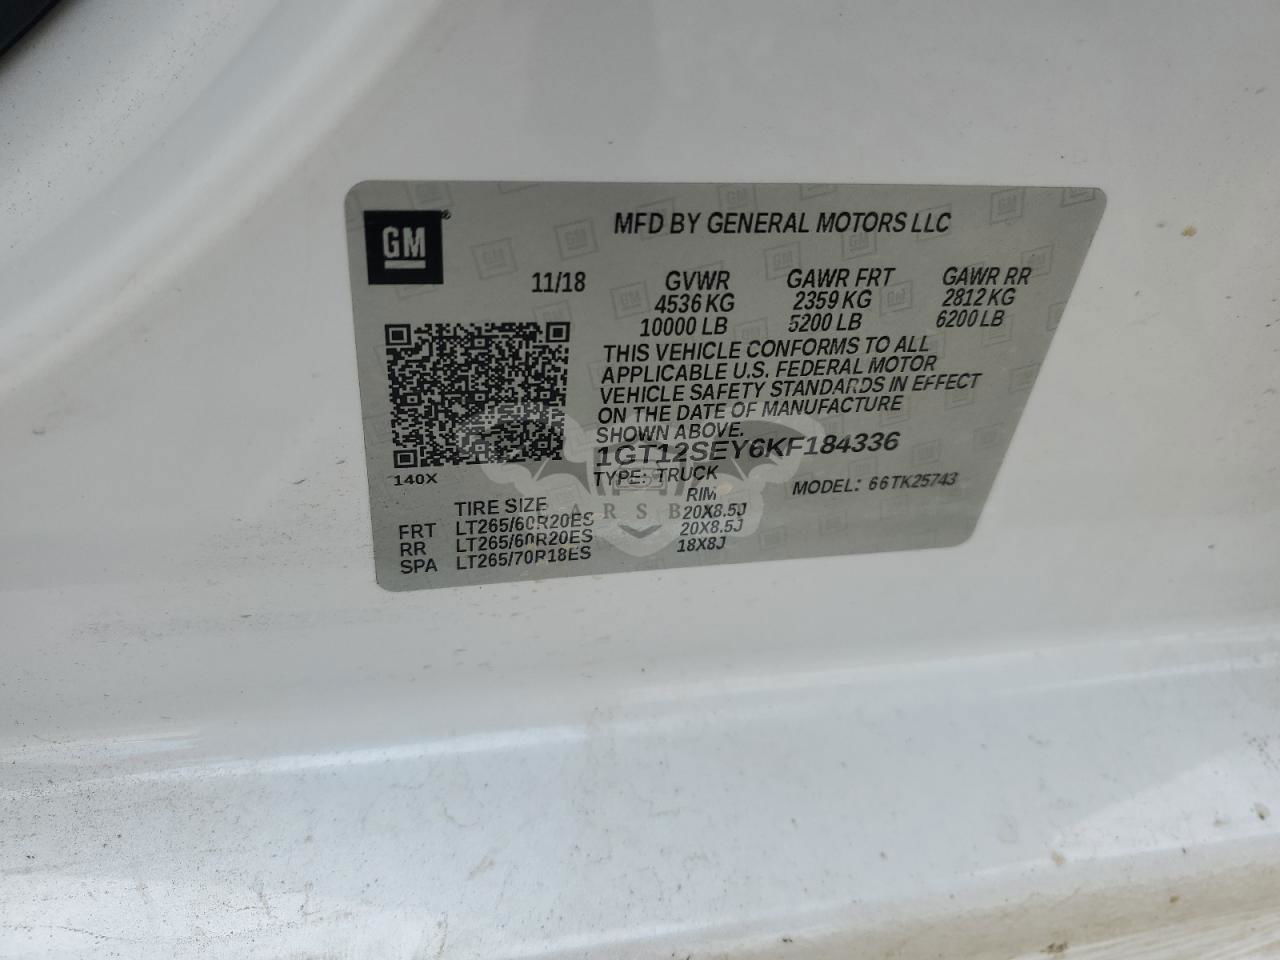 GM
MFD BY GENERAL MOTORS LLC
11/18 GVWR GAWR FRT GAWR RR
4536 KG 2359 KG 2812 KG
10000 LB 5200 LB 6200 LB
THIS VEHICLE CONFORMS TO ALL
APPLICABLE U.S. FEDERAL MOTOR
VEHICLE SAFETY STANDARDS IN EFFECT
ON THE DATE OF MANUFACTURE
SHOWN ABOVE.
1GT12SEY6KF184336
TYPE: TRUCK MODEL: 66TK25743
140X
TIRE SIZE RIM
FRT LT265/60R20ES 20X8.5J
RR LT265/60R20ES 20X8.5J
SPA LT265/70R18ES 18X8J